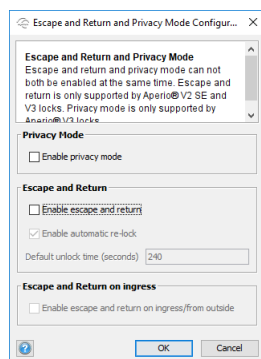 Escape and Return and Privacy Mode Configur...
Escape and Return and Privacy Mode
Escape and return and privacy mode can not
both be enabled at the same time. Escape and
return is only supported by Aperio® V2 SE and
V3 locks. Privacy mode is only supported by
Aperio® V3 locks.
Privacy Mode
Enable privacy mode
Escape and Return
Enable escape and return
Enable automatic re-lock
Default unlock time (seconds) 240
Escape and Return on ingress
Enable escape and return on ingress/from outside
? OK Cancel